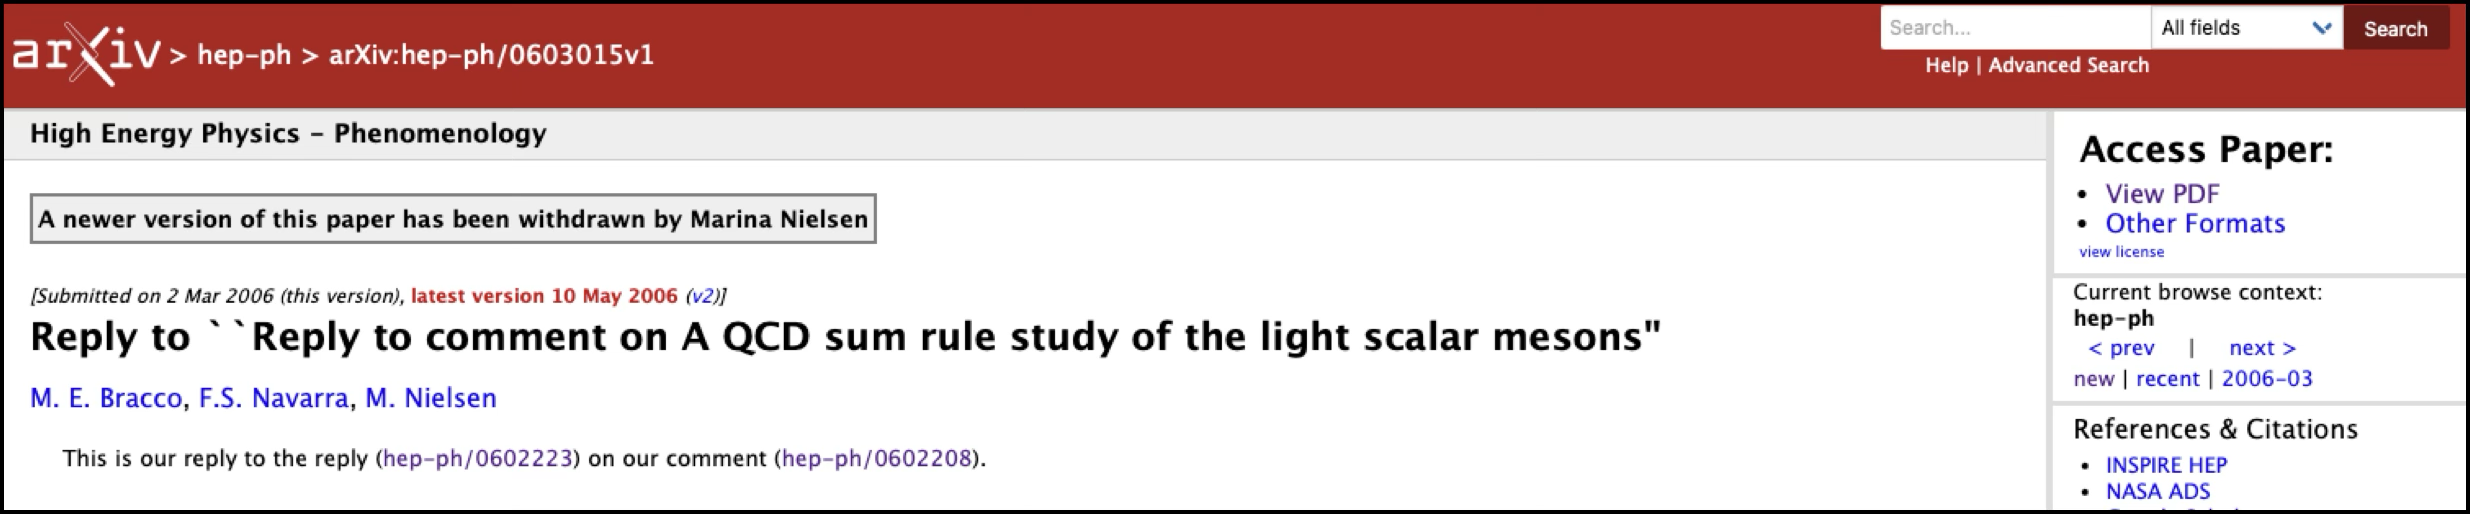 arXiv > hep-ph > arXiv:hep-ph/0603015v1
Search...
All fields
Search
Help | Advanced Search
High Energy Physics – Phenomenology
A newer version of this paper has been withdrawn by Marina Nielsen
[Submitted on 2 Mar 2006 (this version), latest version 10 May 2006 (v2)]
Reply to ``Reply to comment on A QCD sum rule study of the light scalar mesons"
M. E. Bracco, F.S. Navarra, M. Nielsen
This is our reply to the reply (hep-ph/0602223) on our comment (hep-ph/0602208).
Access Paper:
• View PDF
• Other Formats
view license
Current browse context:
hep-ph
< prev | next >
new | recent | 2006-03
References & Citations
• INSPIRE HEP
• NASA ADS